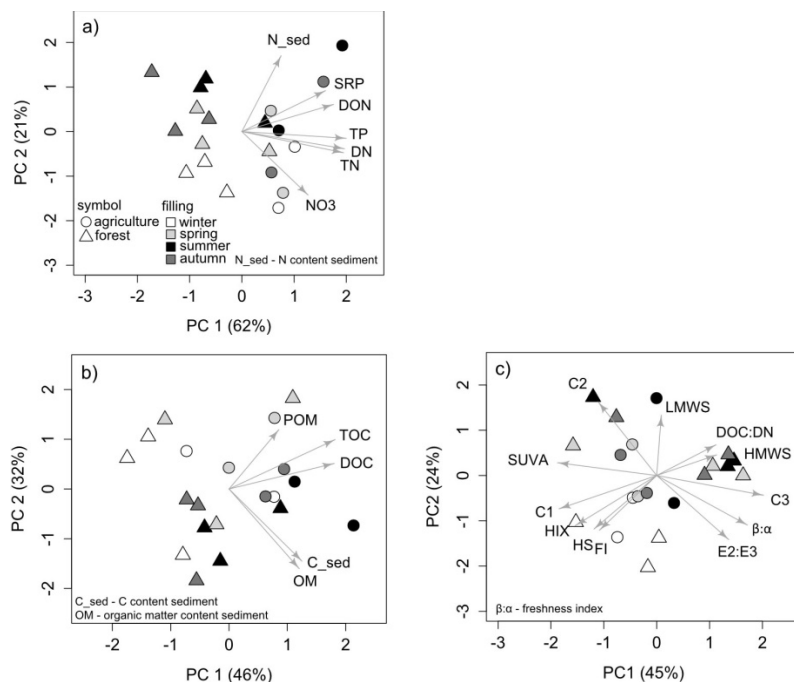 a)
N_sed
SRP
DON
TP
DN
TN
NO3
symbol
agriculture
forest
filling
winter
spring
summer
autumn
N_sed - N content sediment
PC 2 (21%)
2
1
0
-1
-2
-3
-3 -2 -1 0 1 2
PC 1 (62%)
b)
POM
TOC
DOC
C_sed
OM
C_sed - C content sediment
OM - organic matter content sediment
PC 2 (32%)
2
1
0
-1
-2
-2 -1 0 1 2
PC 1 (46%)
c)
C2
LMWS
DOC:DN
HMWS
SUVA
C3
C1
HIX
HS
FI
β:α
E2:E3
β:α - freshness index
PC2 (24%)
2
1
0
-1
-2
-3
-3 -2 -1 0 1 2
PC1 (45%)